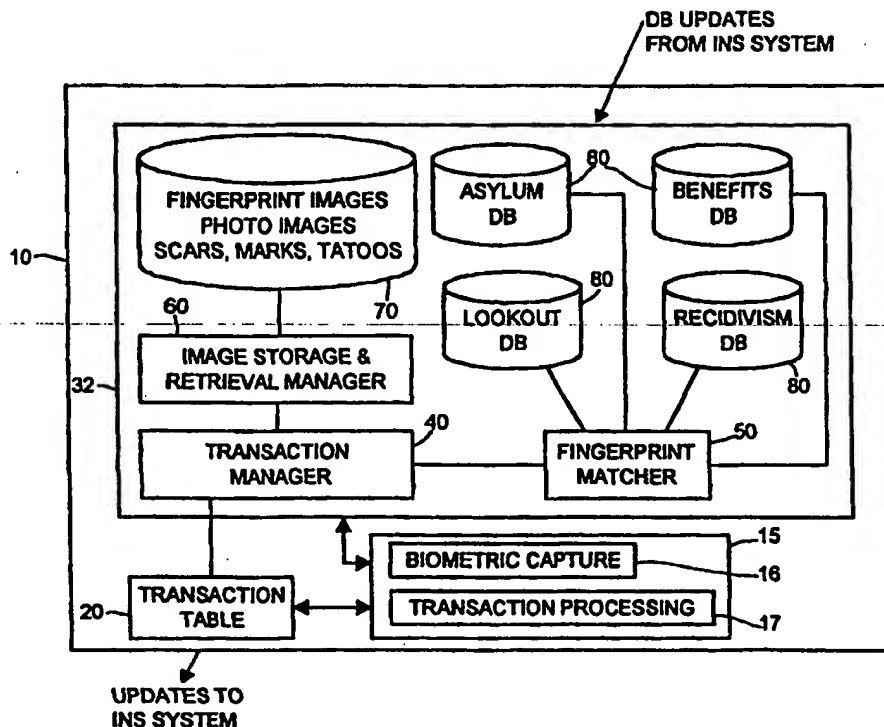 DB UPDATES
FROM INS SYSTEM
FINGERPRINT IMAGES
PHOTO IMAGES
SCARS, MARKS, TATOOS
ASYLUM
DB
80
BENEFITS
DB
10
70
80
LOOKOUT
DB
RECIDIVISM
DB
80
60
IMAGE STORAGE &
RETRIEVAL MANAGER
32
40
TRANSACTION
MANAGER
50
FINGERPRINT
MATCHER
15
BIOMETRIC CAPTURE
16
20
TRANSACTION
TABLE
TRANSACTION PROCESSING
17
UPDATES TO
INS SYSTEM